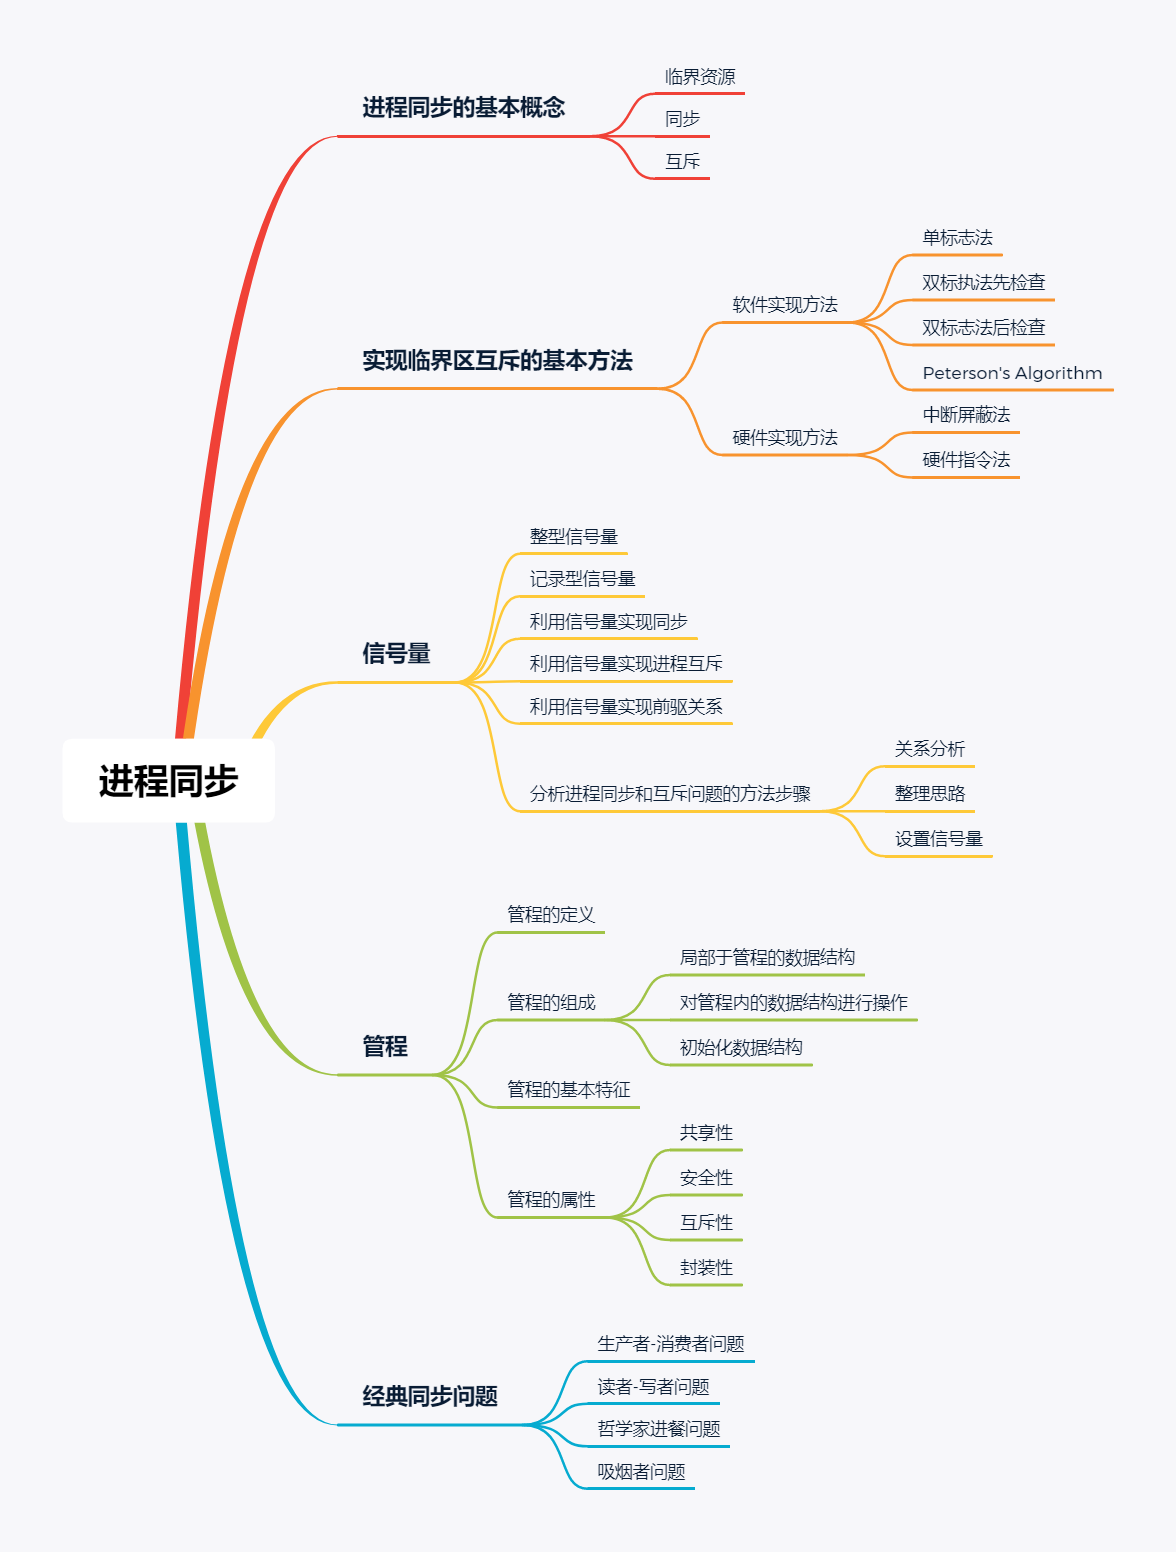 进程同步
进程同步的基本概念
临界资源
同步
互斥
实现临界区互斥的基本方法
软件实现方法
单标志法
双标执法先检查
双标志法后检查
Peterson's Algorithm
硬件实现方法
中断屏蔽法
硬件指令法
信号量
整型信号量
记录型信号量
利用信号量实现同步
利用信号量实现进程互斥
利用信号量实现前驱关系
分析进程同步和互斥问题的方法步骤
关系分析
整理思路
设置信号量
管程
管程的定义
管程的组成
局部于管程的数据结构
对管程内的数据结构进行操作
初始化数据结构
管程的基本特征
管程的属性
共享性
安全性
互斥性
封装性
经典同步问题
生产者-消费者问题
读者-写者问题
哲学家进餐问题
吸烟者问题